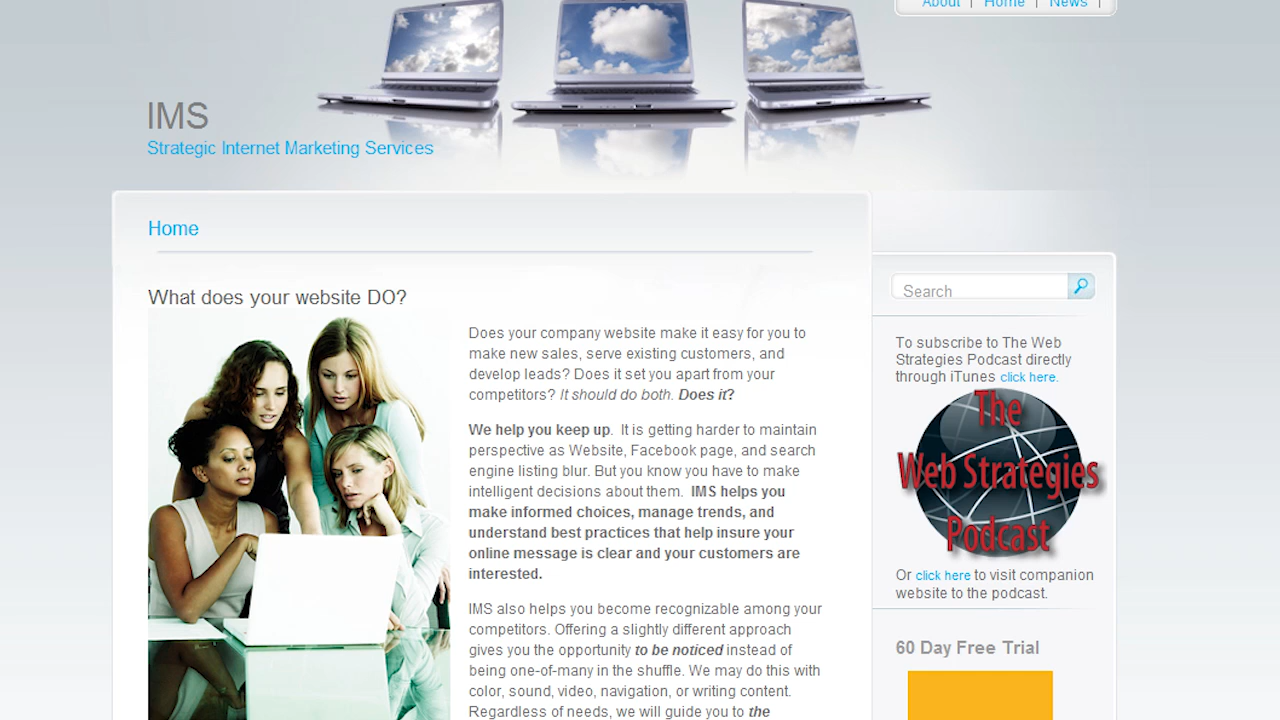 About | Home | News |
IMS
Strategic Internet Marketing Services
Home
What does your website DO?
Does your company website make it easy for you to
make new sales, serve existing customers, and
develop leads? Does it set you apart from your
competitors? It should do both. Does it?
We help you keep up.  It is getting harder to maintain
perspective as Website, Facebook page, and search
engine listing blur. But you know you have to make
intelligent decisions about them.  IMS helps you
make informed choices, manage trends, and
understand best practices that help insure your
online message is clear and your customers are
interested.
IMS also helps you become recognizable among your
competitors. Offering a slightly different approach
gives you the opportunity to be noticed instead of
being one-of-many in the shuffle. We may do this with
color, sound, video, navigation, or writing content.
Regardless of needs, we will guide you to the
Search
To subscribe to The Web
Strategies Podcast directly
through iTunes click here.
The
Web Strategies
Podcast
Or click here to visit companion
website to the podcast.
60 Day Free Trial